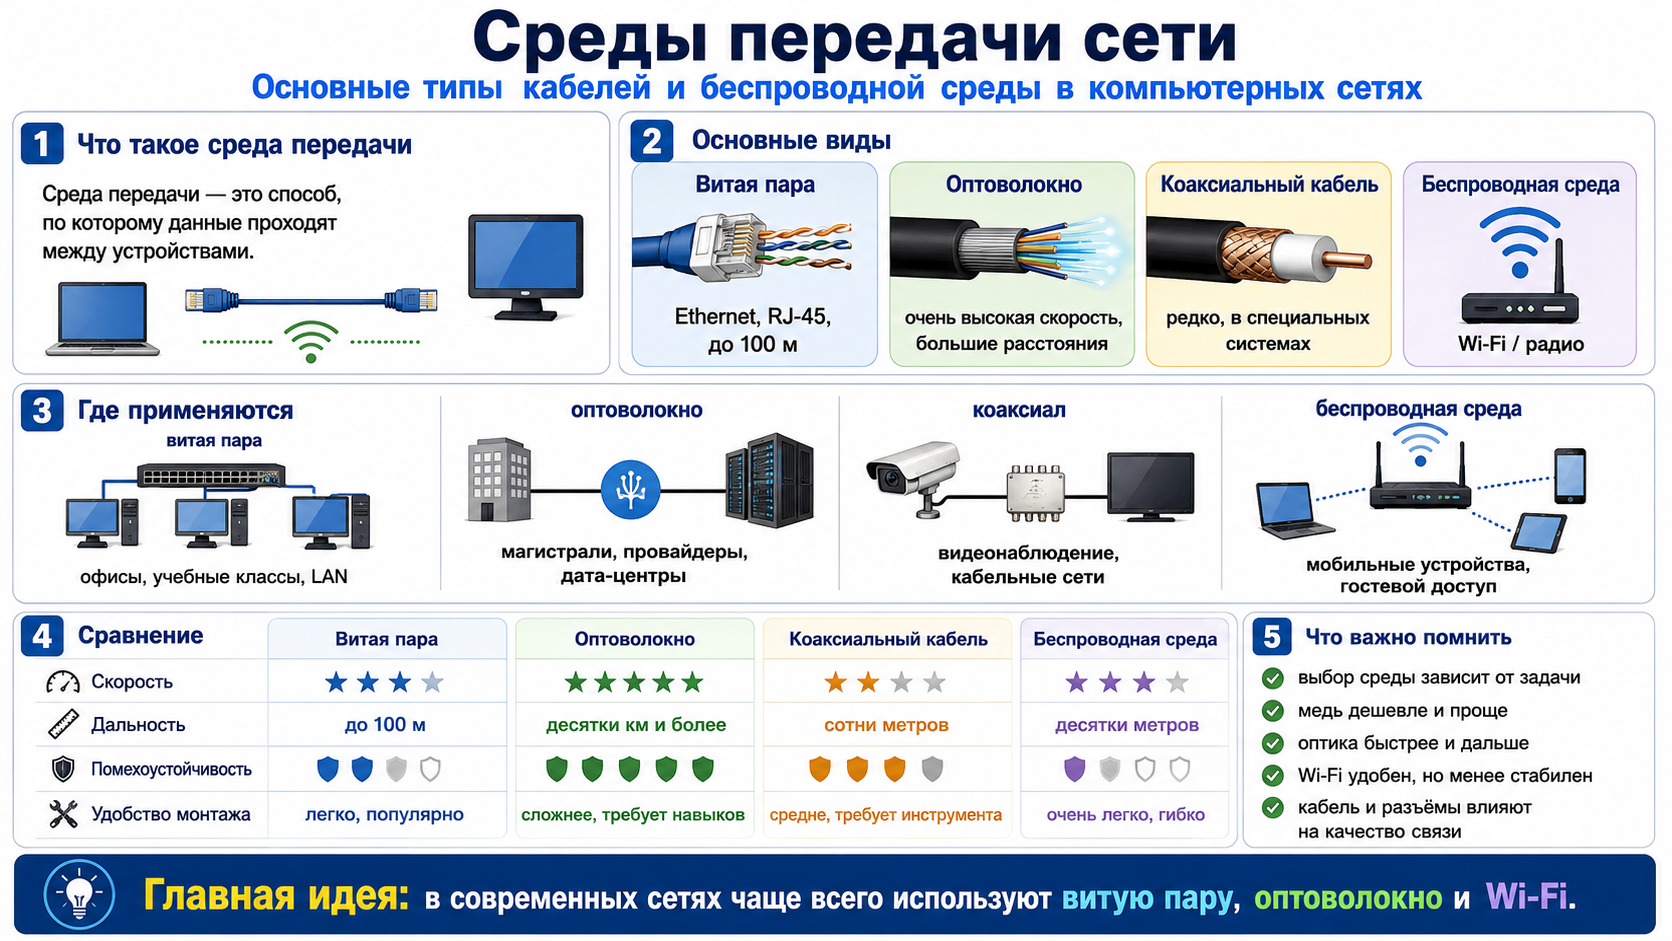 Среды передачи сети
Основные типы кабелей и беспроводной среды в компьютерных сетях
1 Что такое среда передачи
Среда передачи — это способ,
по которому данные проходят
между устройствами.
2 Основные виды
Витая пара
Ethernet, RJ-45,
до 100 м
Оптоволокно
очень высокая скорость,
большие расстояния
Коаксиальный кабель
редко, в специальных
системах
Беспроводная среда
Wi-Fi / радио
3 Где применяются
витая пара
офисы, учебные классы, LAN
оптоволокно
магистрали, провайдеры,
дата-центры
коаксиал
видеонаблюдение,
кабельные сети
беспроводная среда
мобильные устройства,
гостевой доступ
4 Сравнение
Витая пара Оптоволокно Коаксиальный кабель Беспроводная среда
Скорость
Дальность до 100 м десятки км и более сотни метров десятки метров
Помехоустойчивость
Удобство монтажа легко, популярно сложнее, требует навыков средне, требует инструмента очень легко, гибко
5 Что важно помнить
выбор среды зависит от задачи
медь дешевле и проще
оптика быстрее и дальше
Wi-Fi удобен, но менее стабилен
кабель и разъёмы влияют
на качество связи
Главная идея: в современных сетях чаще всего используют витую пару, оптоволокно и Wi-Fi.